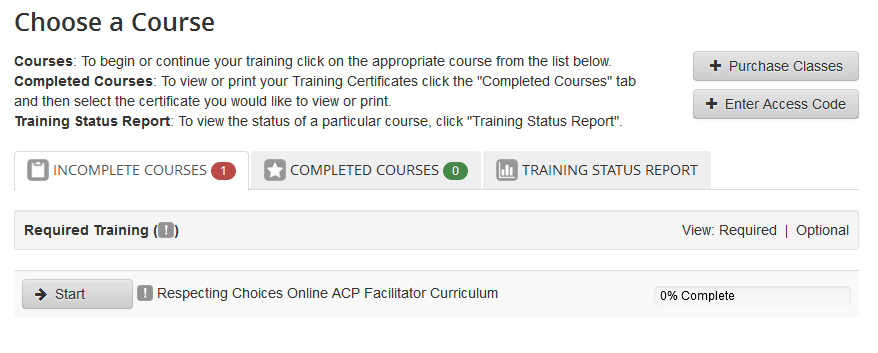 Choose a Course
Courses: To begin or continue your training click on the appropriate course from the list below.
Completed Courses: To view or print your Training Certificates click the "Completed Courses" tab
and then select the certificate you would like to view or print.
Training Status Report: To view the status of a particular course, click "Training Status Report".
Purchase Classes
Enter Access Code
INCOMPLETE COURSES 1
COMPLETED COURSES 0
TRAINING STATUS REPORT
Required Training (!)
View: Required | Optional
Start
! Respecting Choices Online ACP Facilitator Curriculum
0% Complete